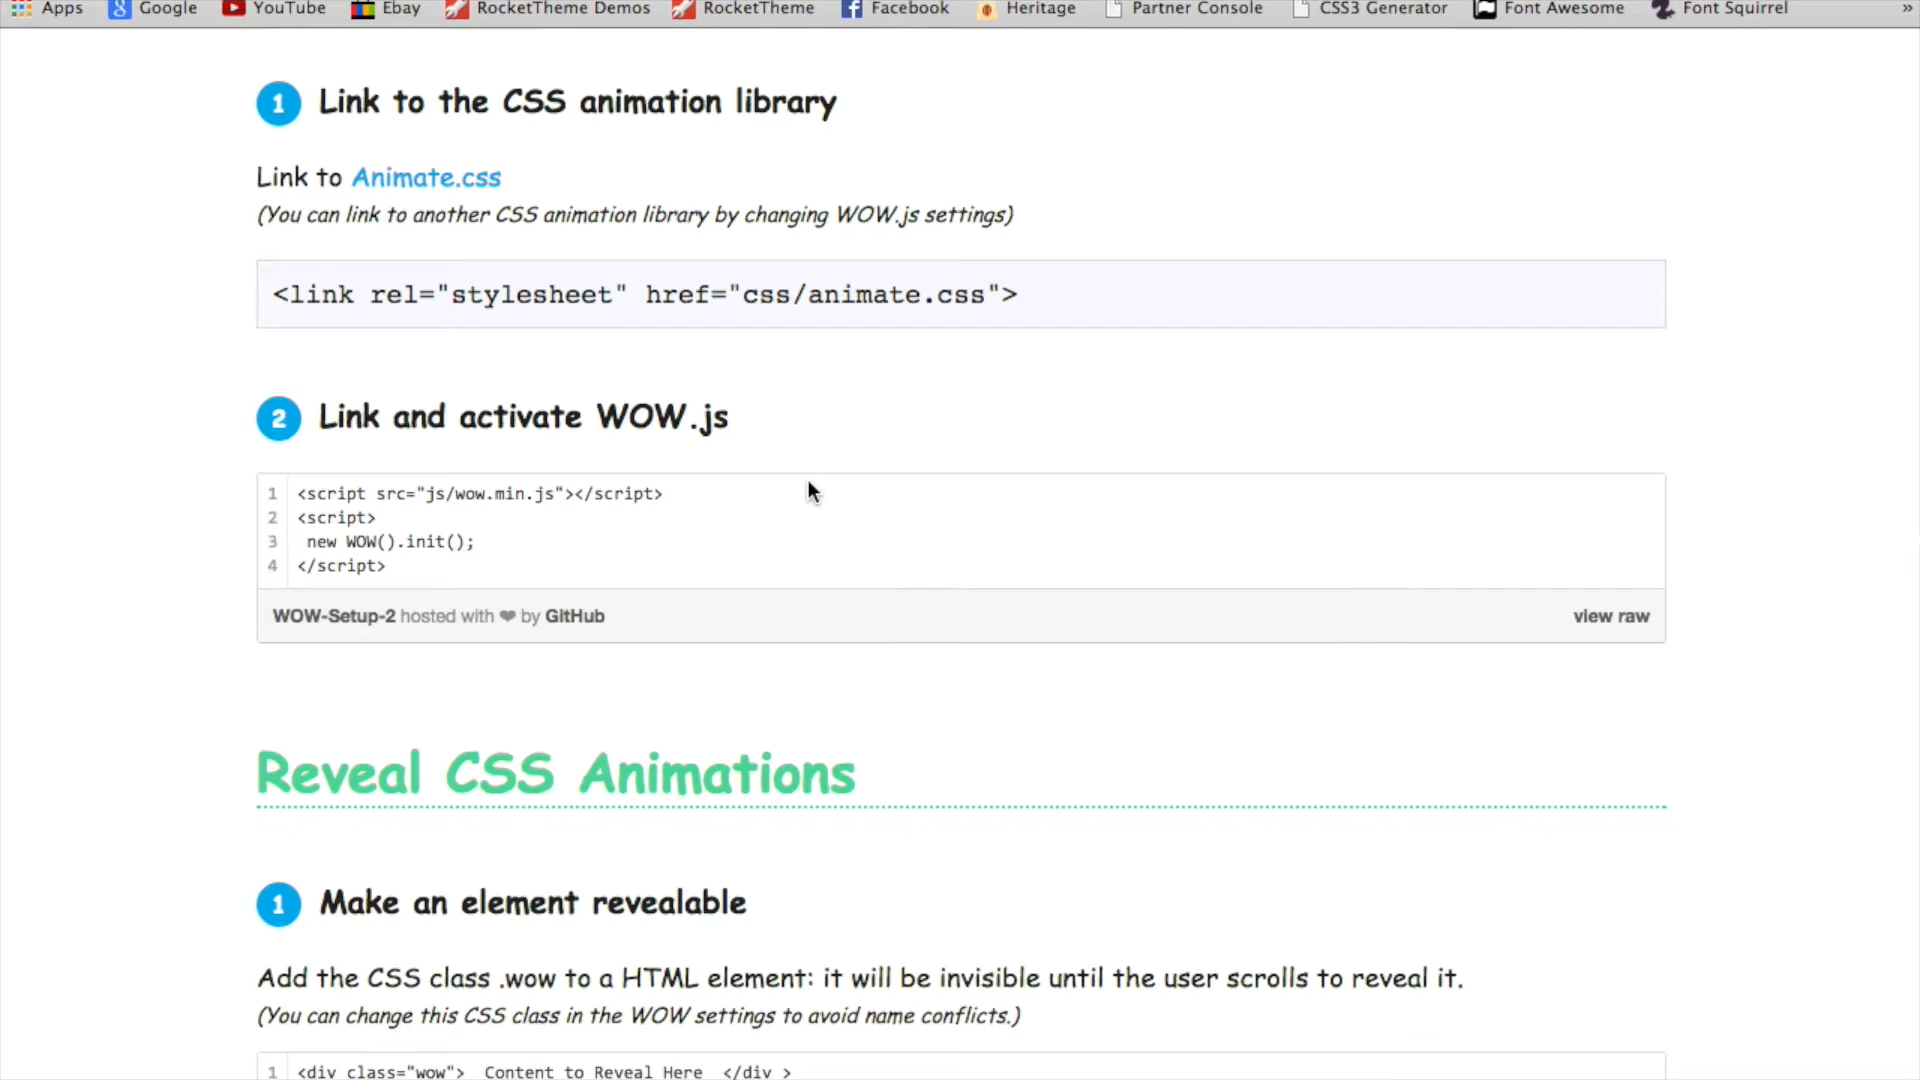 Apps Google YouTube Ebay RocketTheme Demos RocketTheme Facebook Heritage Partner Console CSS3 Generator Font Awesome Font Squirrel »
1 Link to the CSS animation library
Link to Animate.css
(You can link to another CSS animation library by changing WOW.js settings)
<link rel="stylesheet" href="css/animate.css">
2 Link and activate WOW.js
1 <script src="js/wow.min.js"></script>
2 <script>
3 new WOW().init();
4 </script>
WOW-Setup-2 hosted with ❤ by GitHub view raw
Reveal CSS Animations
1 Make an element revealable
Add the CSS class .wow to a HTML element: it will be invisible until the user scrolls to reveal it.
(You can change this CSS class in the WOW settings to avoid name conflicts.)
1 <div class="wow"> Content to Reveal Here </div >